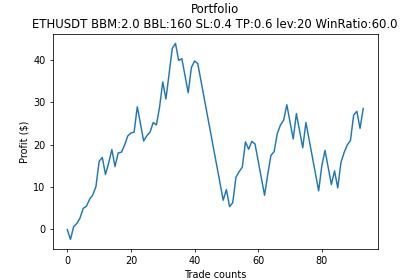 Portfolio
ETHUSDT BBM:2.0 BBL:160 SL:0.4 TP:0.6 lev:20 WinRatio:60.0
40
30
20
10
0
Profit ($)
0 20 40 60 80
Trade counts